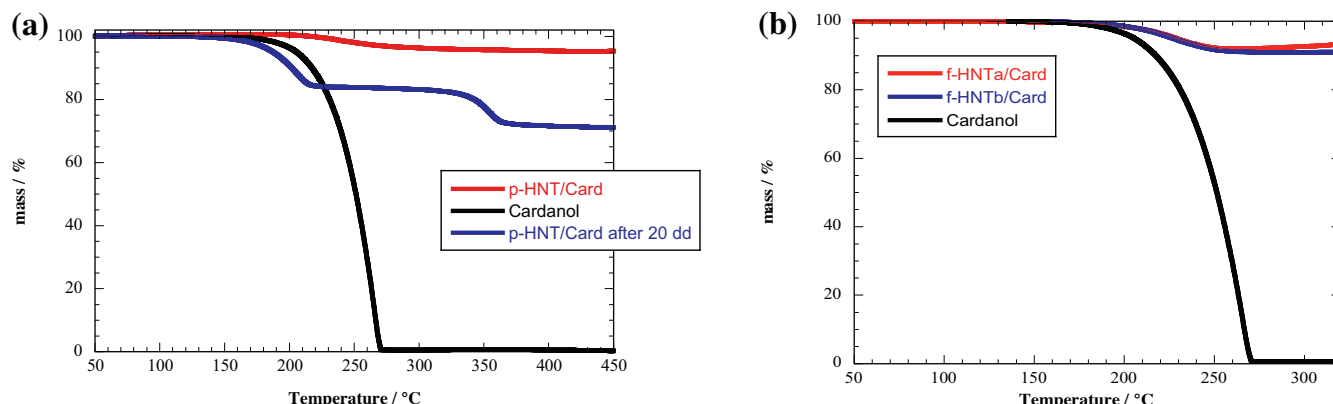 (a)
100
80
60
40
20
0
mass / %
p-HNT/Card
Cardanol
p-HNT/Card after 20 dd
50 100 150 200 250 300 350 400 450
Temperature / °C
(b)
100
80
60
40
20
0
mass / %
f-HNTa/Card
f-HNTb/Card
Cardanol
50 100 150 200 250 300
Temperature / °C